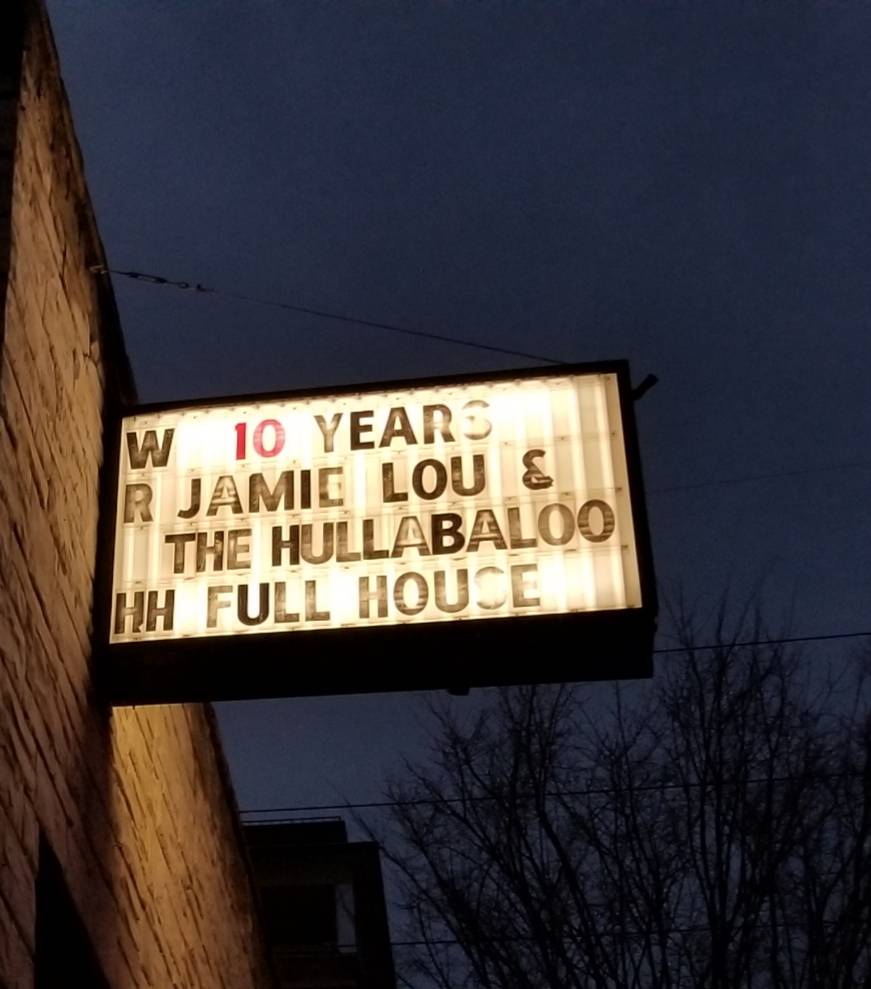 W 10 YEARS
R JAMIE LOU &
THE HULLABALOO
HH FULL HOUSE